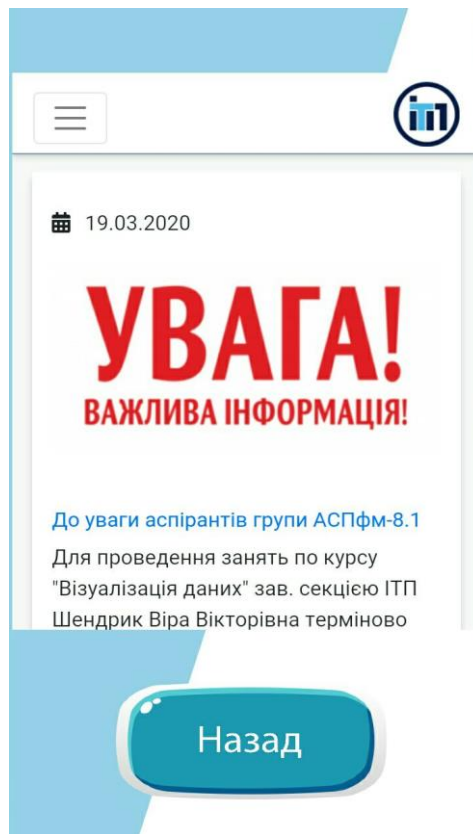 ітп
19.03.2020
УВАГА!
ВАЖЛИВА ІНФОРМАЦІЯ!
До уваги аспірантів групи АСПфм-8.1
Для проведення занять по курсу
"Візуалізація даних" зав. секцією ІТП
Шендрик Віра Вікторівна терміново
Назад